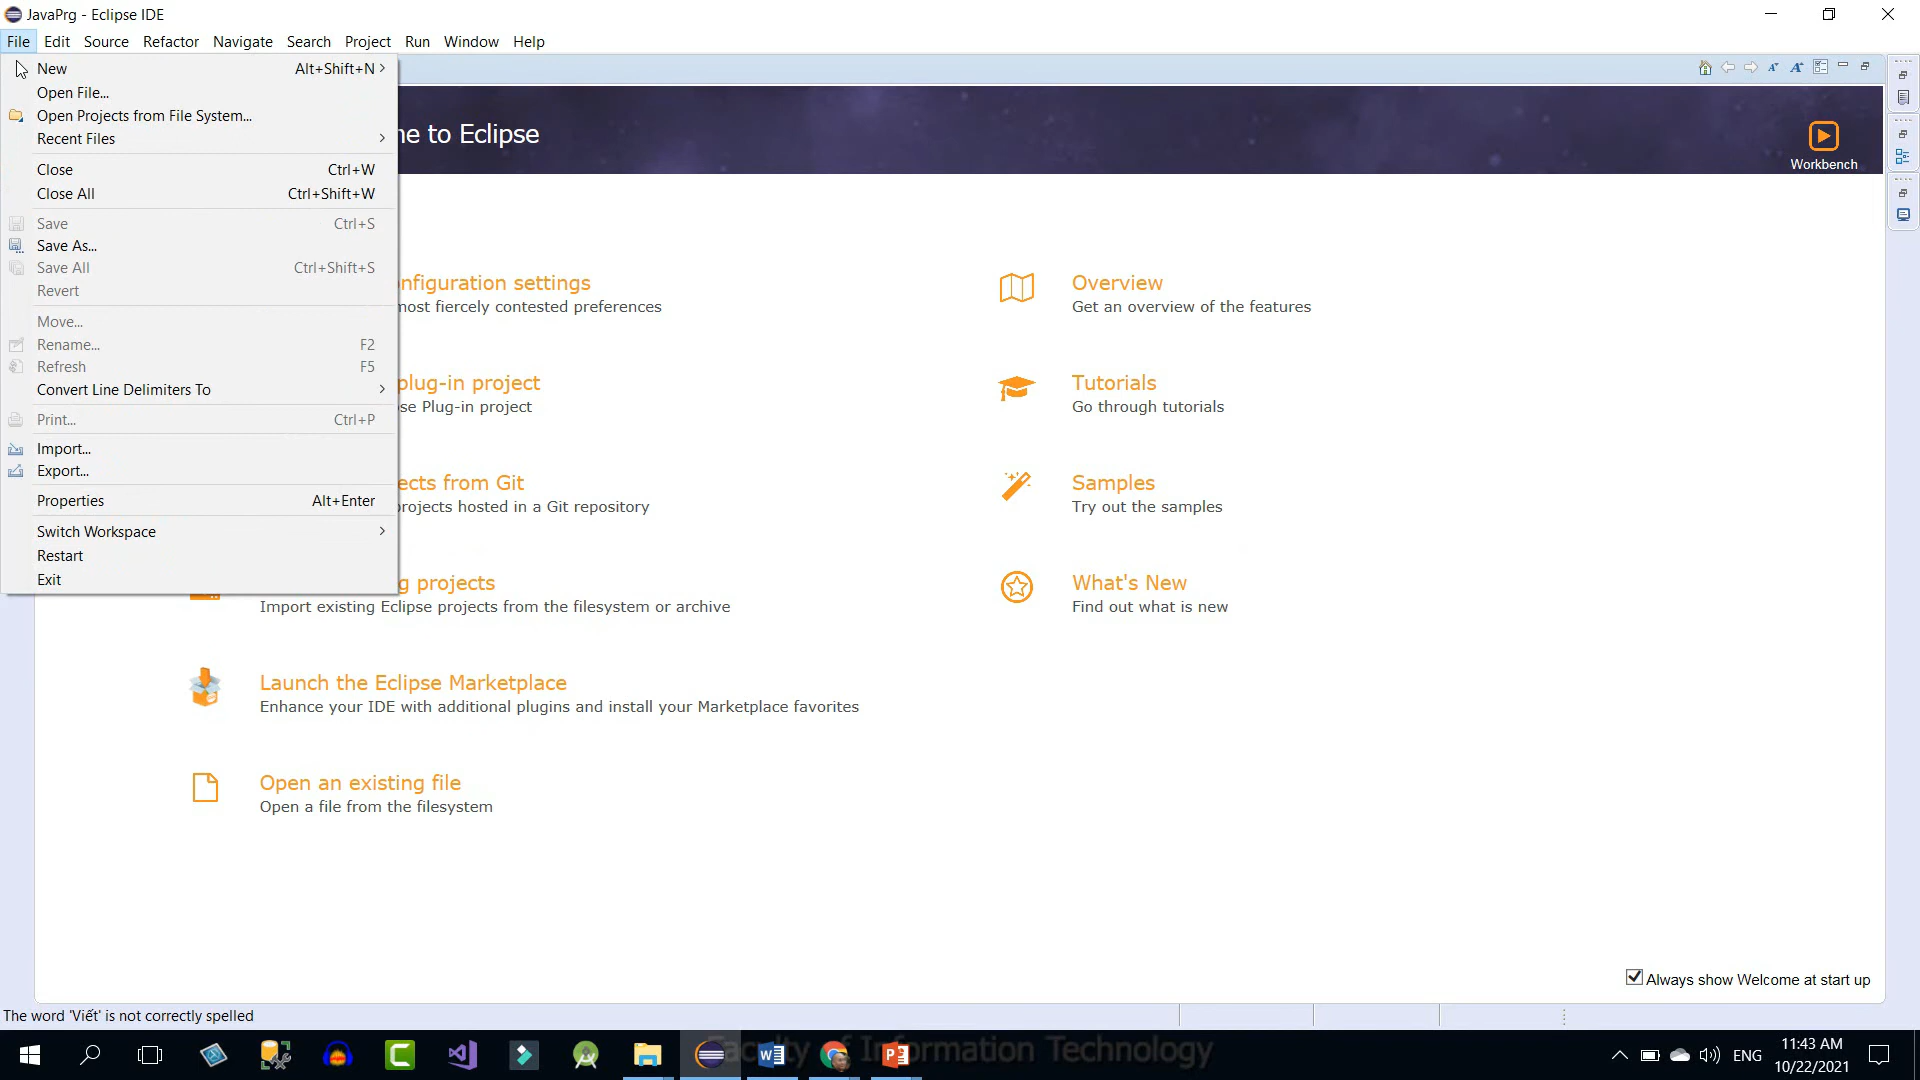 JavaPrg - Eclipse IDE
File Edit Source Refactor Navigate Search Project Run Window Help
New Alt+Shift+N
Open File...
Open Projects from File System...
Recent Files
Close Ctrl+W
Close All Ctrl+Shift+W
Save Ctrl+S
Save As...
Save All Ctrl+Shift+S
Revert
Move...
Rename... F2
Refresh F5
Convert Line Delimiters To
Print... Ctrl+P
Import...
Export...
Properties Alt+Enter
Switch Workspace
Restart
Exit
me to Eclipse
Workbench
nfiguration settings
most fiercely contested preferences
plug-in project
se Plug-in project
ects from Git
projects hosted in a Git repository
g projects
Import existing Eclipse projects from the filesystem or archive
Launch the Eclipse Marketplace
Enhance your IDE with additional plugins and install your Marketplace favorites
Open an existing file
Open a file from the filesystem
Overview
Get an overview of the features
Tutorials
Go through tutorials
Samples
Try out the samples
What's New
Find out what is new
Always show Welcome at start up
The word 'Viết' is not correctly spelled
Faculty of Information Technology
ENG
11:43 AM
10/22/2021